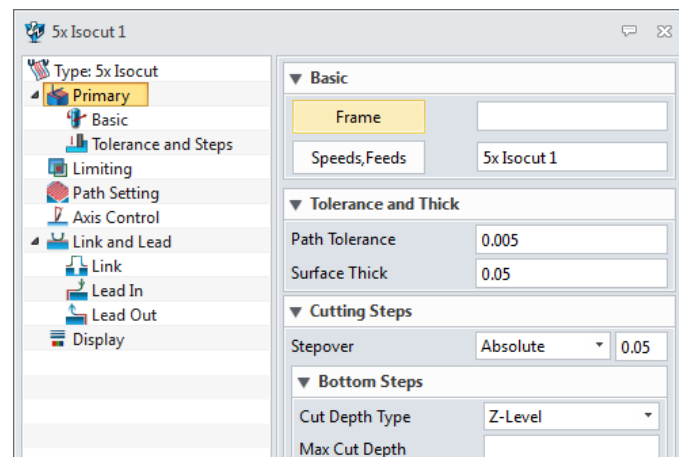 5x Isocut 1
Type: 5x Isocut
Primary
Basic
Tolerance and Steps
Limiting
Path Setting
Axis Control
Link and Lead
Link
Lead In
Lead Out
Display
Basic
Frame
Speeds,Feeds 5x Isocut 1
Tolerance and Thick
Path Tolerance 0.005
Surface Thick 0.05
Cutting Steps
Stepover Absolute 0.05
Bottom Steps
Cut Depth Type Z-Level
Max Cut Depth